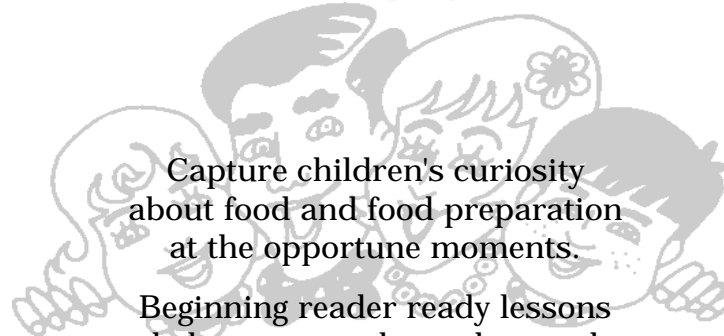 Capture children's curiosity
about food and food preparation
at the opportune moments.
Beginning reader ready lessons